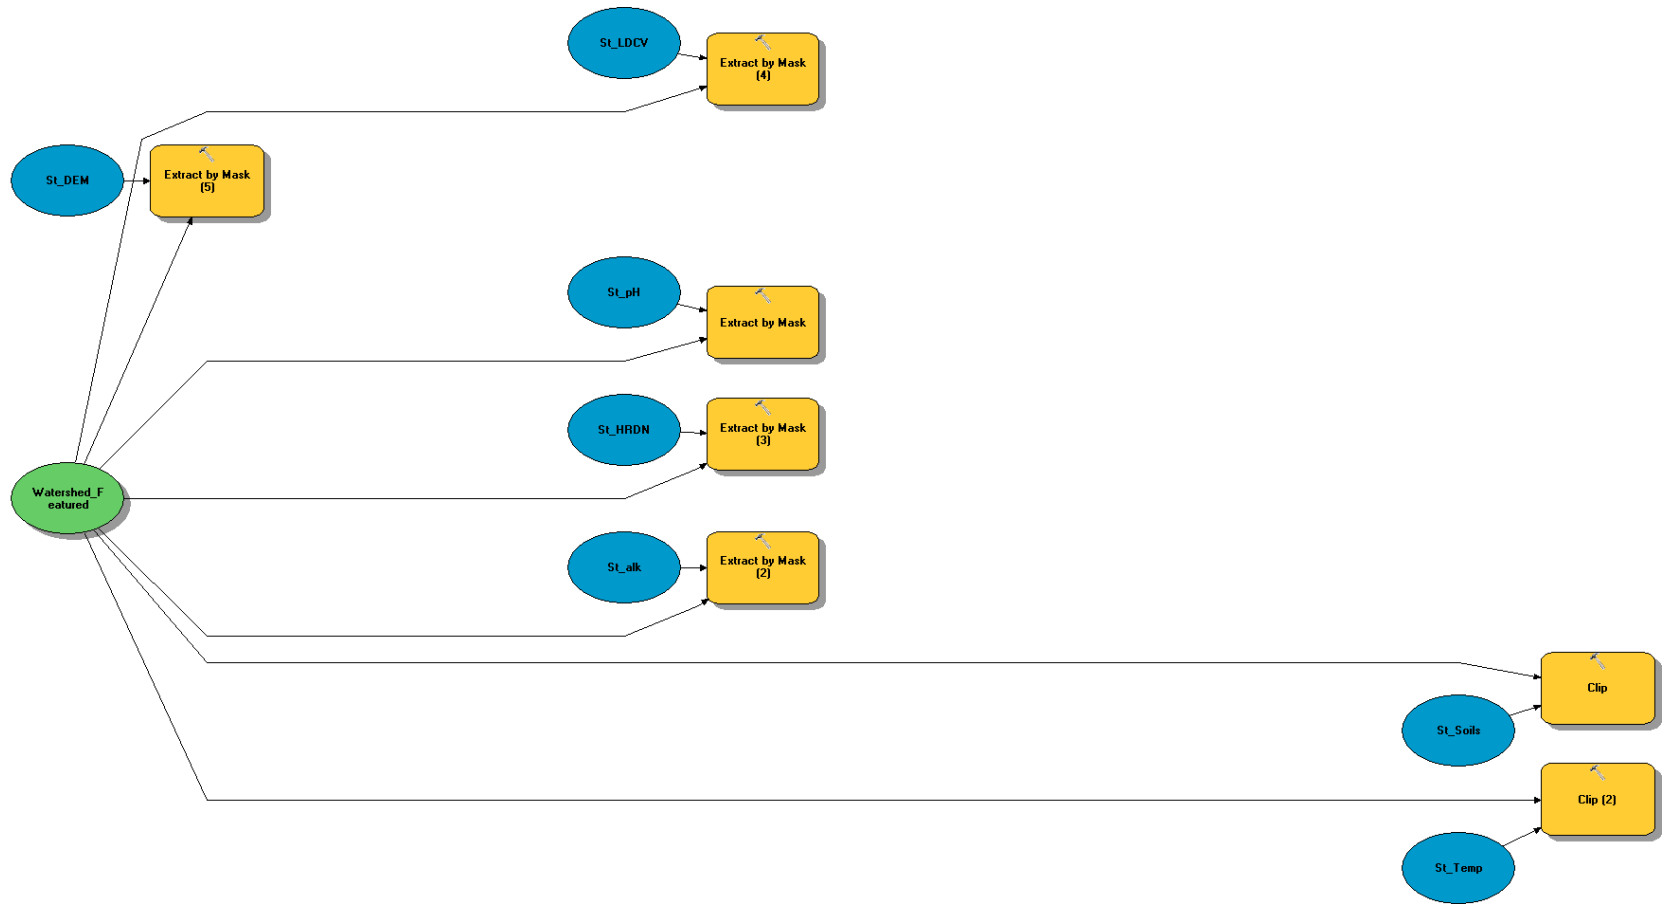 St_LDCV
Extract by Mask
(4)
St_DEM
Extract by Mask
(5)
St_pH
Extract by Mask
St_HRDN
Extract by Mask
(3)
Watershed_F
eatured
St_alk
Extract by Mask
(2)
Clip
St_Soils
Clip (2)
St_Temp